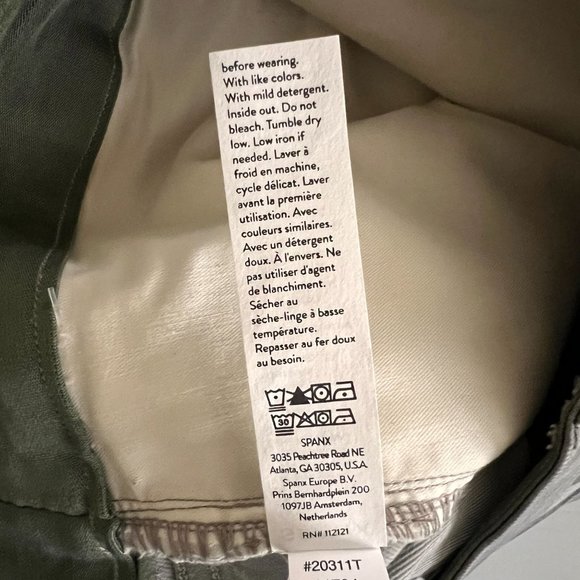 before wearing.
With like colors.
With mild detergent.
Inside out. Do not
bleach. Tumble dry
low. Low iron if
needed. Laver à
froid en machine,
cycle délicat. Laver
avant la première
utilisation. Avec
couleurs similaires.
Avec un détergent
doux. À l'envers. Ne
pas utiliser d'agent
de blanchiment.
Sécher au
sèche-linge à basse
température.
Repasser au fer doux
au besoin.
30
SPANX
3035 Peachtree Road NE
Atlanta, GA 30305, U.S.A.
Spanx Europe B.V.
Prins Bernhardplein 200
1097JB Amsterdam,
Netherlands
RN# 112121
#20311T